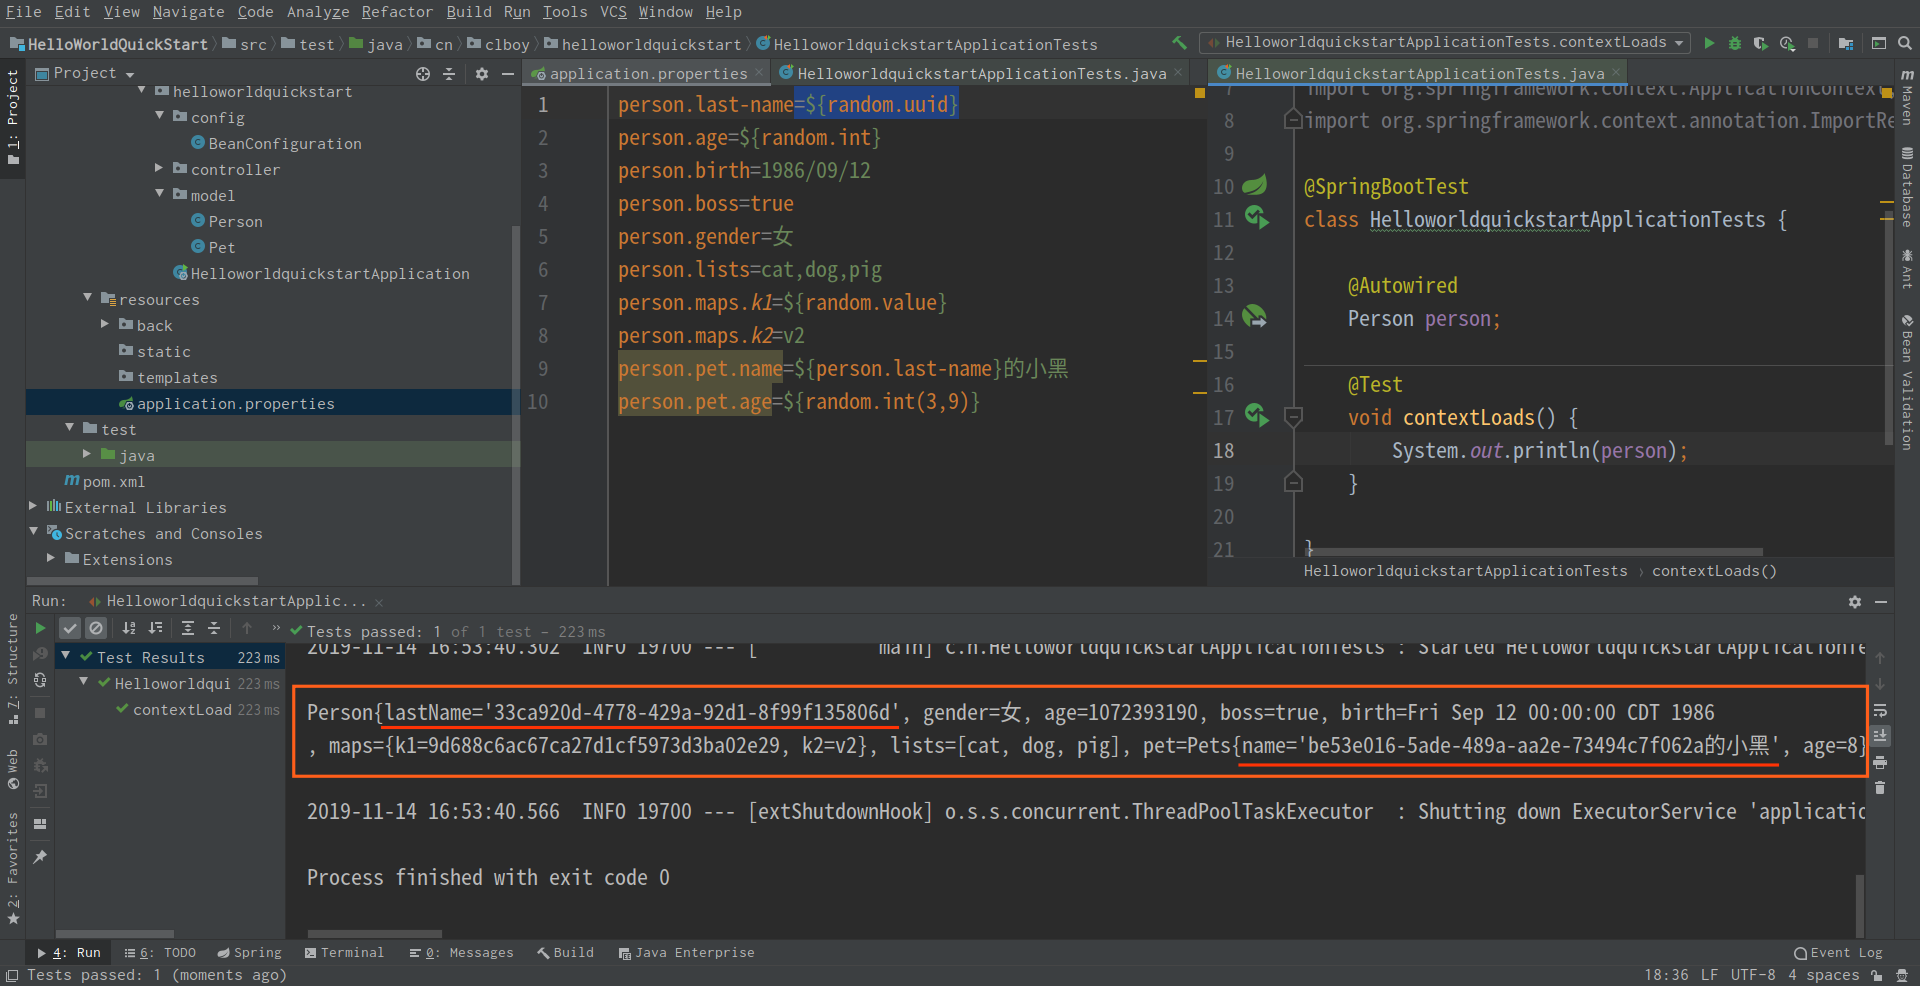 File Edit View Navigate Code Analyze Refactor Build Run Tools VCS Window Help
HelloWorldQuickStart src test java cn clboy helloworldquickstart HelloworldquickstartApplicationTests
HelloworldquickstartApplicationTests.contextLoads
Project
application.properties
HelloworldquickstartApplicationTests.java
HelloworldquickstartApplicationTests.java
1: Project
7: Structure
Web
2: Favorites
helloworldquickstart
config
BeanConfiguration
controller
model
Person
Pet
HelloworldquickstartApplication
resources
back
static
templates
application.properties
test
java
pom.xml
External Libraries
Scratches and Consoles
Extensions
1 person.last-name=${random.uuid}
2 person.age=${random.int}
3 person.birth=1986/09/12
4 person.boss=true
5 person.gender=女
6 person.lists=cat,dog,pig
7 person.maps.k1=${random.value}
8 person.maps.k2=v2
9 person.pet.name=${person.last-name}的小黑
10 person.pet.age=${random.int(3,9)}
7 import org.springframework.context.ApplicationContext
8 import org.springframework.context.annotation.ImportRe
9
10 @SpringBootTest
11 class HelloworldquickstartApplicationTests {
12
13 @Autowired
14 Person person;
15
16 @Test
17 void contextLoads() {
18 System.out.println(person);
19 }
20
21 }
HelloworldquickstartApplicationTests › contextLoads()
Maven
Database
Ant
Bean Validation
Run: HelloworldquickstartApplic...
Tests passed: 1 of 1 test – 223 ms
Test Results 223 ms
Helloworldqui 223 ms
contextLoad 223 ms
2019-11-14 16:53:40.302 INFO 19700 --- [ main] c.n.HelloworldquickstartApplicationTests : Started HelloworldquickstartApplicationTe
Person{lastName='33ca920d-4778-429a-92d1-8f99f135806d', gender=女, age=1072393190, boss=true, birth=Fri Sep 12 00:00:00 CDT 1986
, maps={k1=9d688c6ac67ca27d1cf5973d3ba02e29, k2=v2}, lists=[cat, dog, pig], pet=Pets{name='be53e016-5ade-489a-aa2e-73494c7f062a的小黑', age=8}
2019-11-14 16:53:40.566 INFO 19700 --- [extShutdownHook] o.s.s.concurrent.ThreadPoolTaskExecutor : Shutting down ExecutorService 'applicatio
Process finished with exit code 0
4: Run 6: TODO Spring Terminal 0: Messages Build Java Enterprise Event Log
Tests passed: 1 (moments ago) 18:36 LF UTF-8 4 spaces